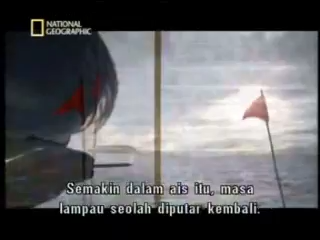 NATIONAL
GEOGRAPHIC
Semakin dalam ais itu, masa
lampau seolah diputar kembali.